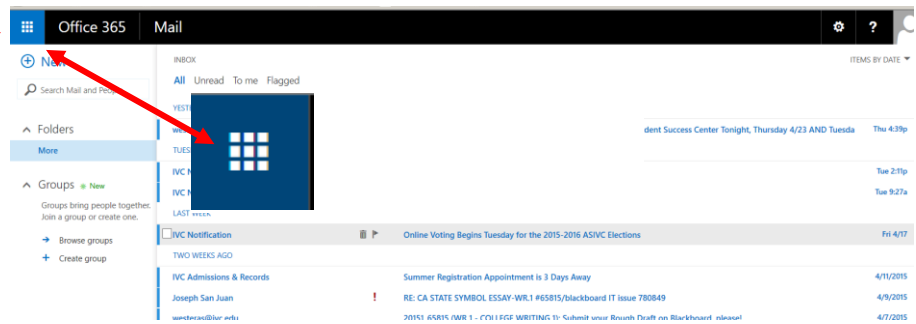 Office 365 Mail ?
New
INBOX ITEMS BY DATE
Search Mail and
All Unread To me Flagged
Folders
dent Success Center Tonight, Thursday 4/23 AND Tuesda Thu 4:39p
More
IVC Tue 2:11p
Groups New
IVC Tue 9:27a
Groups bring people together.
Join a group or create one.
LAST WEEK
Browse groups
IVC Notification Online Voting Begins Tuesday for the 2015-2016 ASIVC Elections Fri 4/17
Create group
TWO WEEKS AGO
IVC Admissions & Records Summer Registration Appointment is 3 Days Away 4/11/2015
Joseph San Juan ! RE: CA STATE SYMBOL ESSAY-WR.1 #65815/blackboard IT issue 780849 4/9/2015
westeras@ivc.edu 20151 65815 (WR 1 - COLLEGE WRITING 1): Submit your Rough Draft on Blackboard, please! 4/7/2015